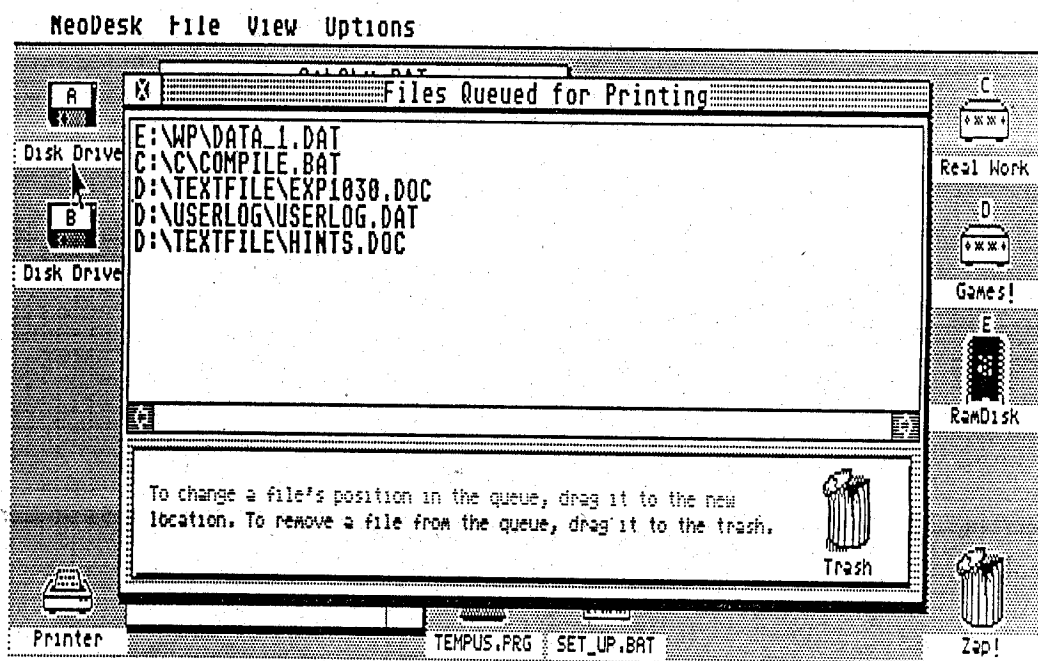 NeoDesk File View Options
Files Queued for Printing
A
Disk Drive
B
Disk Drive
E:\WP\DATA_1.DAT
C:\C\COMPILE.BAT
D:\TEXTFILE\EXP1030.DOC
D:\USERLOG\USERLOG.DAT
D:\TEXTFILE\HINTS.DOC
C
Real Work
D
Games!
E
RamDisk
To change a file's position in the queue, drag it to the new
location. To remove a file from the queue, drag it to the trash.
Trash
Printer
TEMPUS.PRG
SET_UP.BAT
Zap!